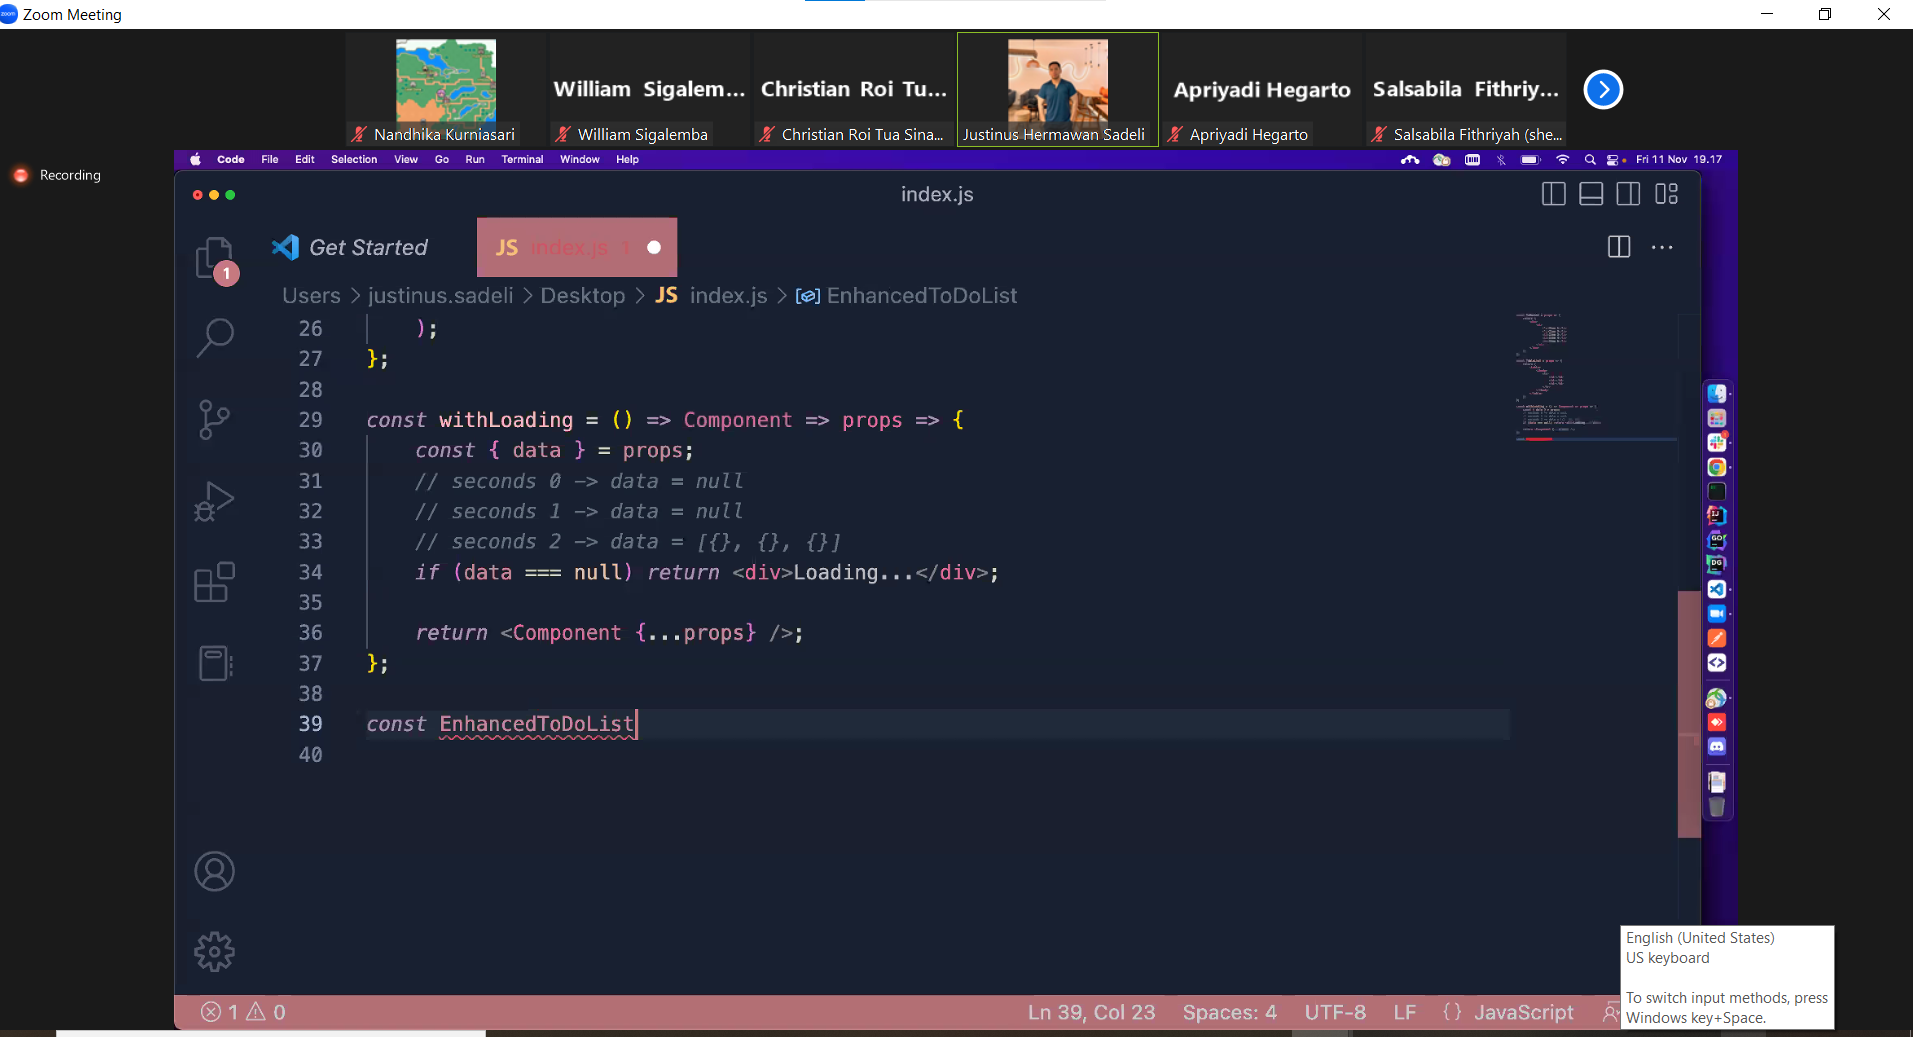 zoom Zoom Meeting
William Sigalem... Christian Roi Tu... Apriyadi Hegarto Salsabila Fithriy...
Nandhika Kurniasari William Sigalemba Christian Roi Tua Sina... Justinus Hermawan Sadeli Apriyadi Hegarto Salsabila Fithriyah (she...
Recording
Code File Edit Selection View Go Run Terminal Window Help Fri 11 Nov 19.17
index.js
Get Started JS index.js 1
1
Users > justinus.sadeli > Desktop > JS index.js > EnhancedToDoList
26 );
27 };
28
29 const withLoading = () => Component => props => {
30 const { data } = props;
31 // seconds 0 -> data = null
32 // seconds 1 -> data = null
33 // seconds 2 -> data = [{}, {}, {}]
34 if (data === null) return <div>Loading...</div>;
35
36 return <Component {...props} />;
37 };
38
39 const EnhancedToDoList
40
1 0 Ln 39, Col 23 Spaces: 4 UTF-8 LF {} JavaScript
English (United States)
US keyboard
To switch input methods, press
Windows key+Space.